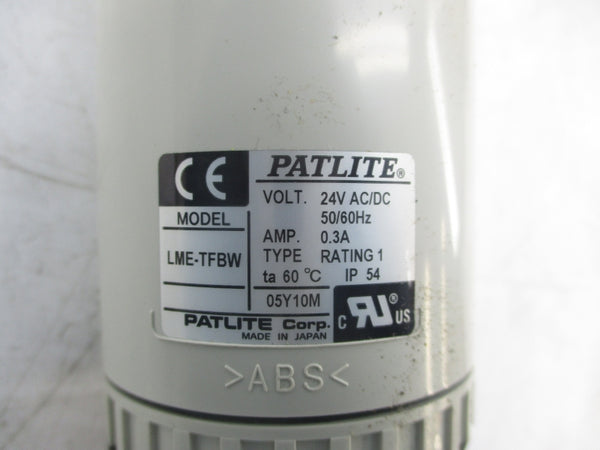 CE
PATLITE®
MODEL
LME-TFBW
VOLT. 24V AC/DC
50/60Hz
AMP. 0.3A
TYPE RATING 1
ta 60 °C IP 54
05Y10M
PATLITE Corp.
MADE IN JAPAN
C RU ® US
>ABS<